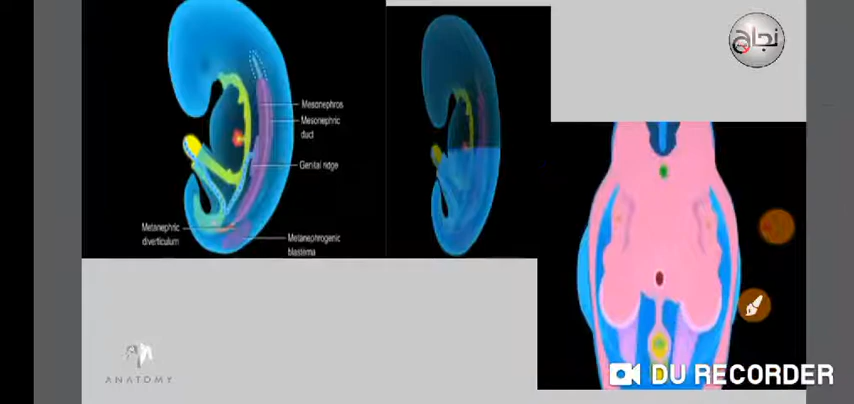 نجاح
Mesonephros
Mesonephric
duct
Genital ridge
Metanephric
diverticulum
Metanephrogenic
blastema
ANATOMY
DU RECORDER